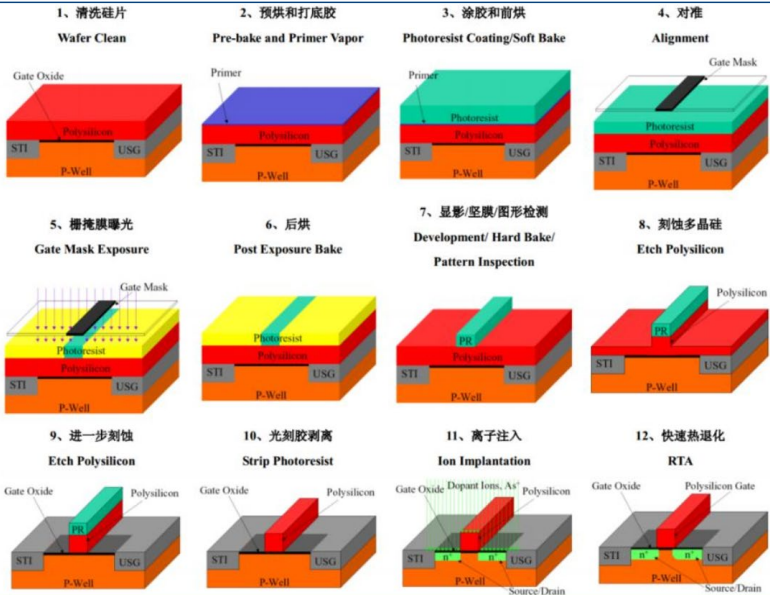 1、清洗硅片
Wafer Clean
Gate Oxide
Polysilicon
STI
USG
P-Well
2、预烘和打底胶
Pre-bake and Primer Vapor
Primer
Polysilicon
STI
USG
P-Well
3、涂胶和前烘
Photoresist Coating/Soft Bake
Primer
Photoresist
Polysilicon
STI
USG
P-Well
4、对准
Alignment
Gate Mask
Photoresist
Polysilicon
STI
USG
P-Well
5、栅掩膜曝光
Gate Mask Exposure
Gate Mask
Photoresist
Polysilicon
STI
USG
P-Well
6、后烘
Post Exposure Bake
Photoresist
Polysilicon
STI
USG
P-Well
7、显影/坚膜/图形检测
Development/ Hard Bake/
Pattern Inspection
PR
Polysilicon
STI
USG
P-Well
8、刻蚀多晶硅
Etch Polysilicon
Polysilicon
PR
STI
USG
P-Well
9、进一步刻蚀
Etch Polysilicon
Gate Oxide
Polysilicon
PR
STI
USG
P-Well
10、光刻胶剥离
Strip Photoresist
Gate Oxide
Polysilicon
STI
USG
P-Well
11、离子注入
Ion Implantation
Dopant Ions, As⁺
Gate Oxide
Polysilicon
STI
n⁺
n⁺
USG
P-Well
Source/Drain
12、快速热退化
RTA
Gate Oxide
Polysilicon Gate
STI
n⁺
n⁺
USG
P-Well
Source/Drain